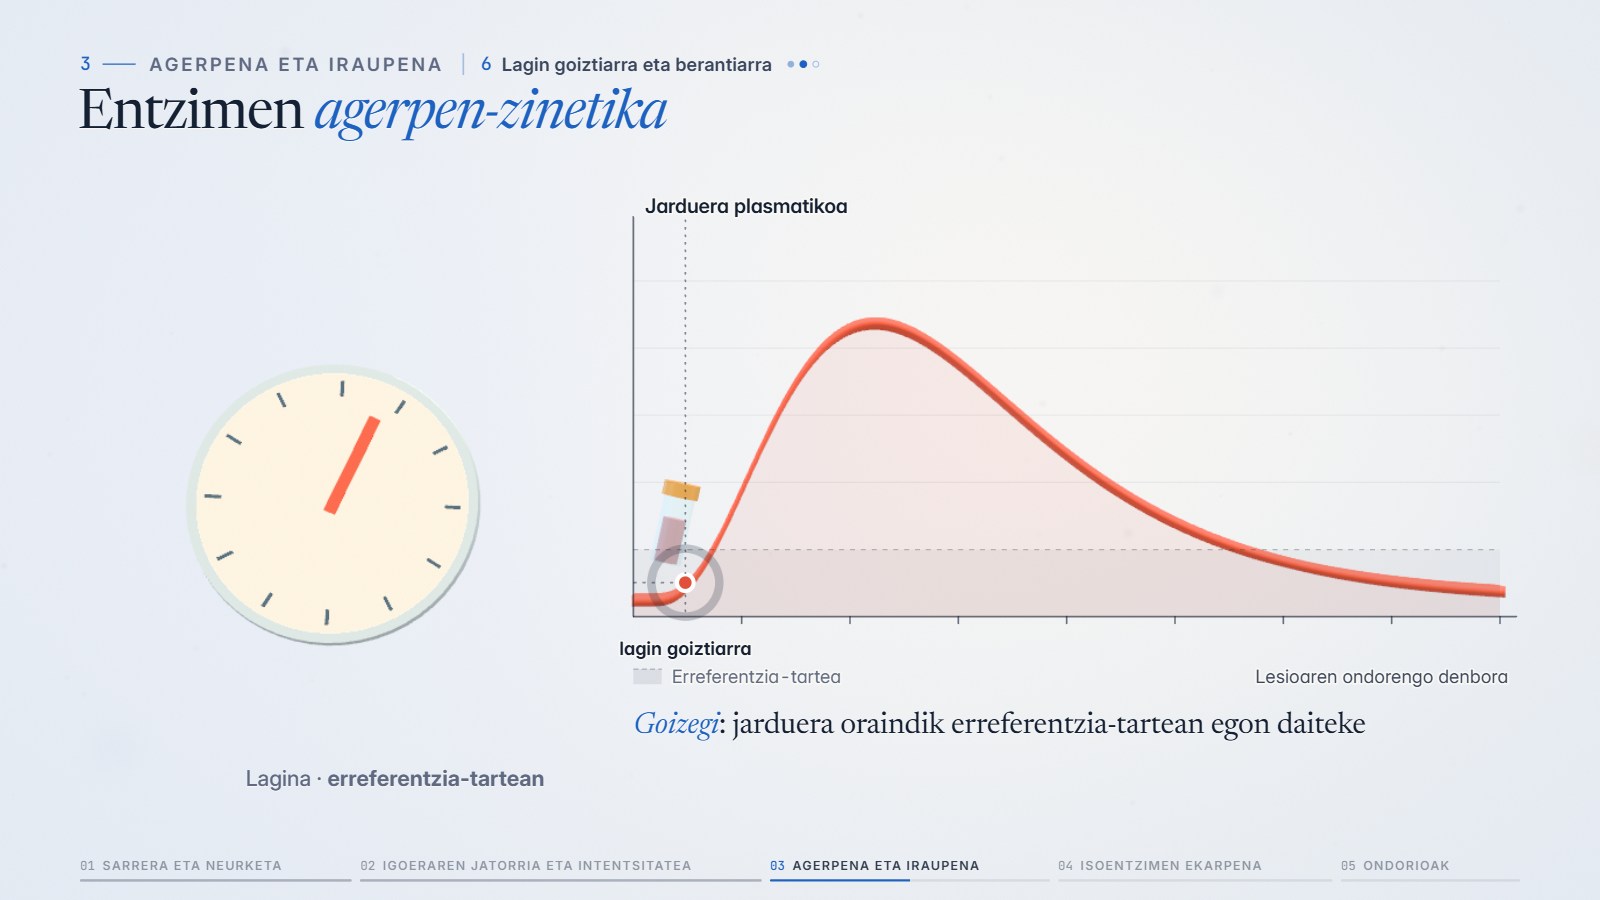 3 AGERPENA ETA IRAUPENA 6 Lagin goiztiarra eta berantiarra
Entzimen agerpen-zinetika
Jarduera plasmatikoa
lagin goiztiarra
Erreferentzia-tartea
Lesioaren ondorengo denbora
Goizegi: jarduera oraindik erreferentzia-tartean egon daiteke
Lagina · erreferentzia-tartean
01 SARRERA ETA NEURKETA
02 IGOERAREN JATORRIA ETA INTENTSITATEA
03 AGERPENA ETA IRAUPENA
04 ISOENTZIMEN EKARPENA
05 ONDORIOAK